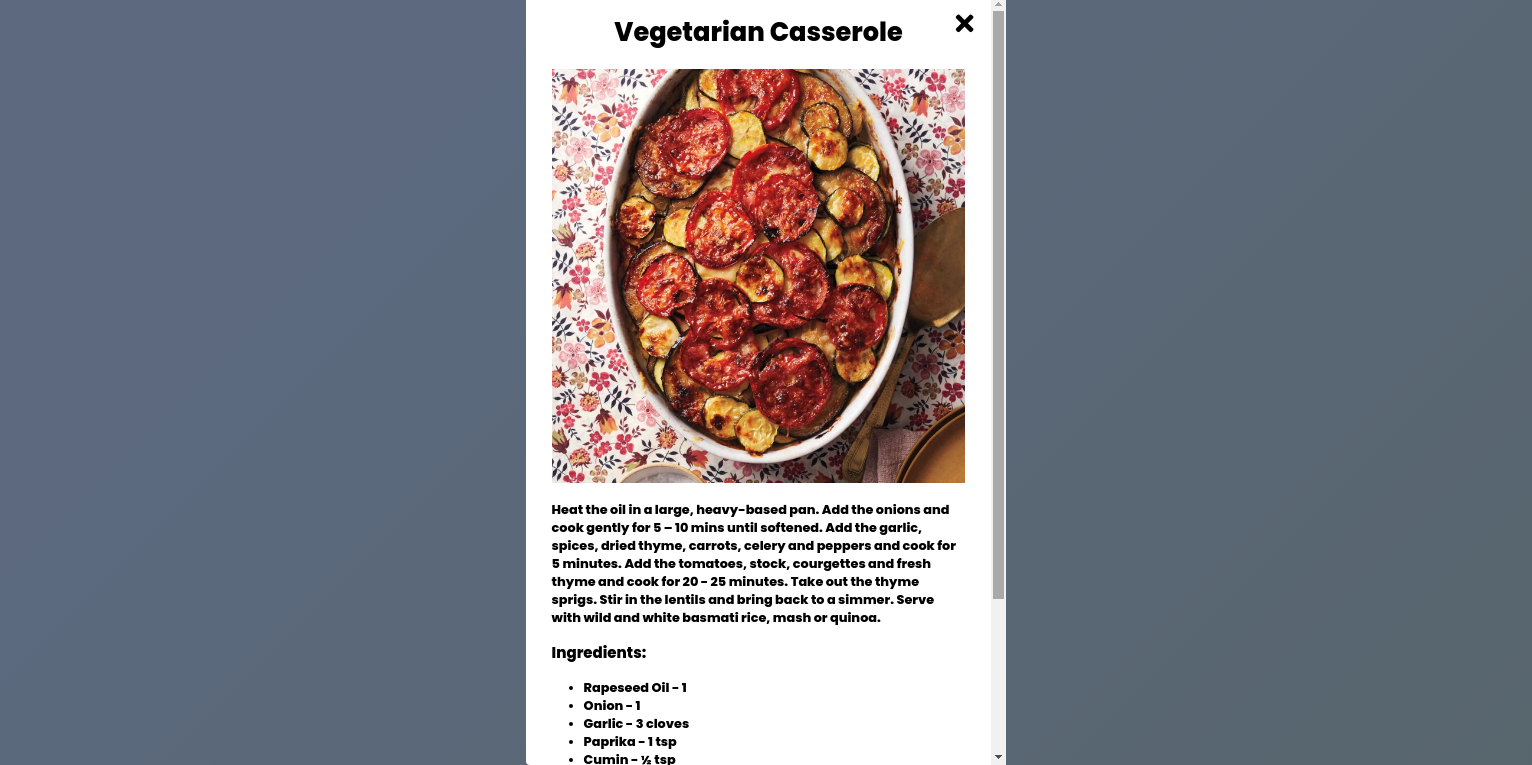 Vegetarian Casserole
Heat the oil in a large, heavy-based pan. Add the onions and
cook gently for 5 – 10 mins until softened. Add the garlic,
spices, dried thyme, carrots, celery and peppers and cook for
5 minutes. Add the tomatoes, stock, courgettes and fresh
thyme and cook for 20 - 25 minutes. Take out the thyme
sprigs. Stir in the lentils and bring back to a simmer. Serve
with wild and white basmati rice, mash or quinoa.
Ingredients:
• Rapeseed Oil - 1
• Onion - 1
• Garlic - 3 cloves
• Paprika - 1 tsp
• Cumin - ½ tsp